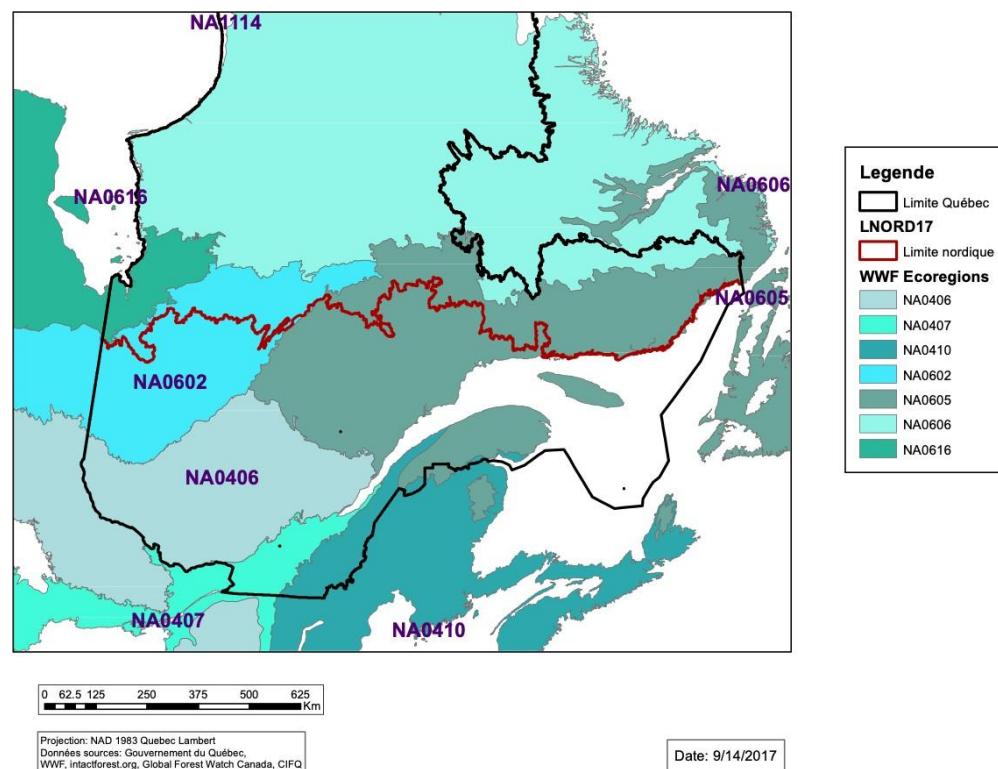 NA1114
NA0616
NA0606
NA0605
NA0602
NA0406
NA0407
NA0410
Legende
Limite Québec
LNORD17
Limite nordique
WWF Ecoregions
NA0406
NA0407
NA0410
NA0602
NA0605
NA0606
NA0616
0 62.5 125 250 375 500 625
Km
Projection: NAD 1983 Quebec Lambert
Données sources: Gouvernement du Québec,
WWF, intactforest.org, Global Forest Watch Canada, CIFQ
Date: 9/14/2017